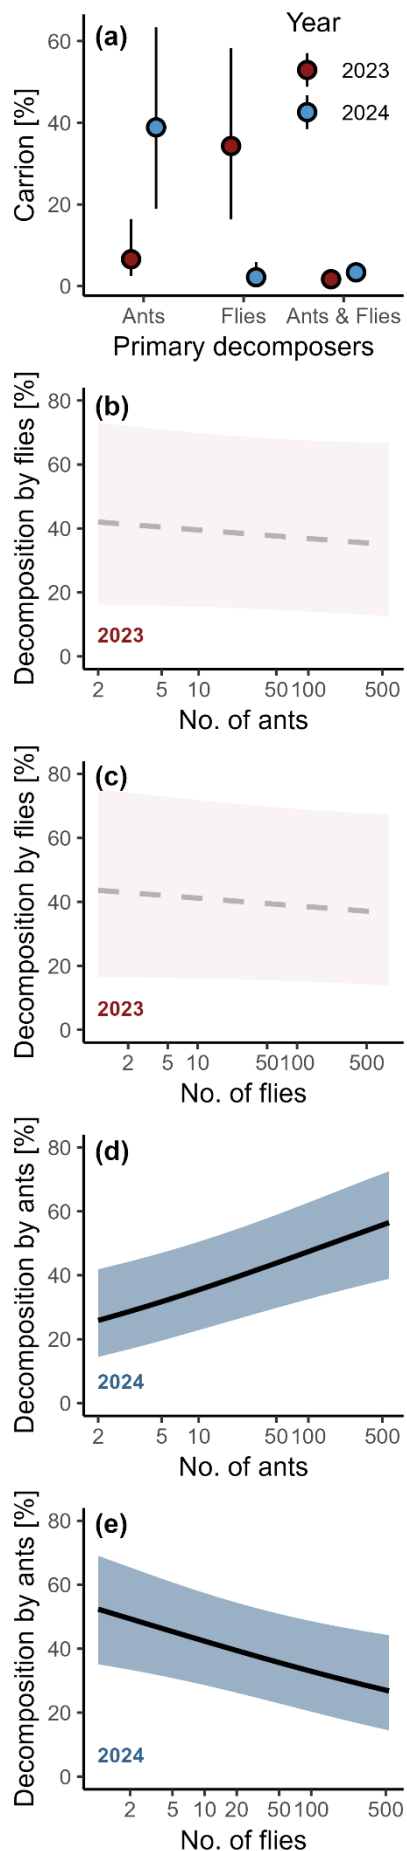 (a)
Year
2023
2024
Carrion [%]
60
40
20
0
Ants Flies Ants & Flies
Primary decomposers
(b)
Decomposition by flies [%]
80
60
40
20
0
2023
2 5 10 50 100 500
No. of ants
(c)
Decomposition by flies [%]
80
60
40
20
0
2023
2 5 10 50 100 500
No. of flies
(d)
Decomposition by ants [%]
80
60
40
20
0
2024
2 5 10 50 100 500
No. of ants
(e)
Decomposition by ants [%]
80
60
40
20
0
2024
2 5 10 20 50 100 500
No. of flies